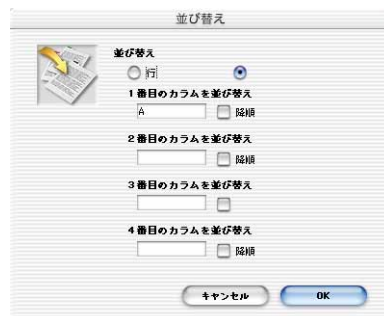 並び替え
並び替え
行
1番目のカラムを並び替え
A
降順
2番目のカラムを並び替え
降順
3番目のカラムを並び替え
4番目のカラムを並び替え
降順
キャンセル
OK